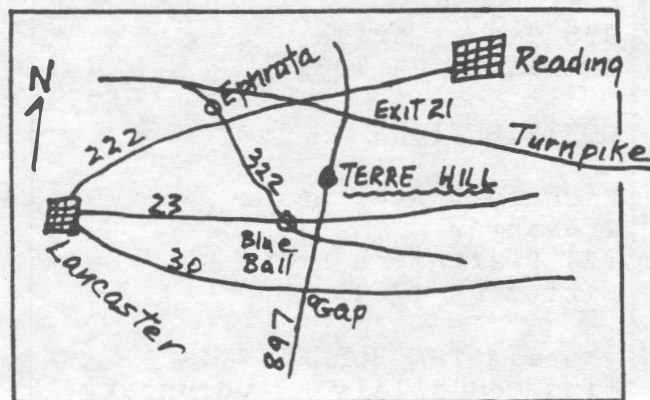 N
Ephrata
Reading
Exit 21
Turnpike
222
322
TERRE HILL
23
Blue
Ball
30
Lancaster
Gap
897